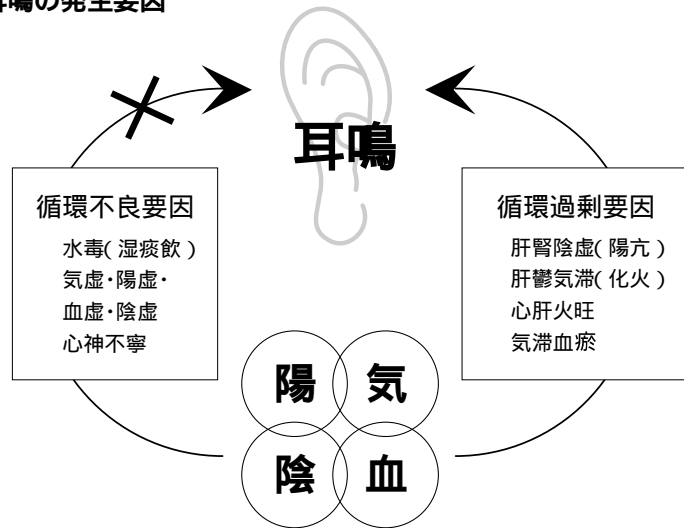 耳鳴の発生要因
耳鳴
循環不良要因
水毒(湿痰飲)
気虚・陽虚・
血虚・陰虚
心神不寧
循環過剰要因
肝腎陰虚(陽亢)
肝鬱気滞(化火)
心肝火旺
気滞血瘀
陽
気
陰
血